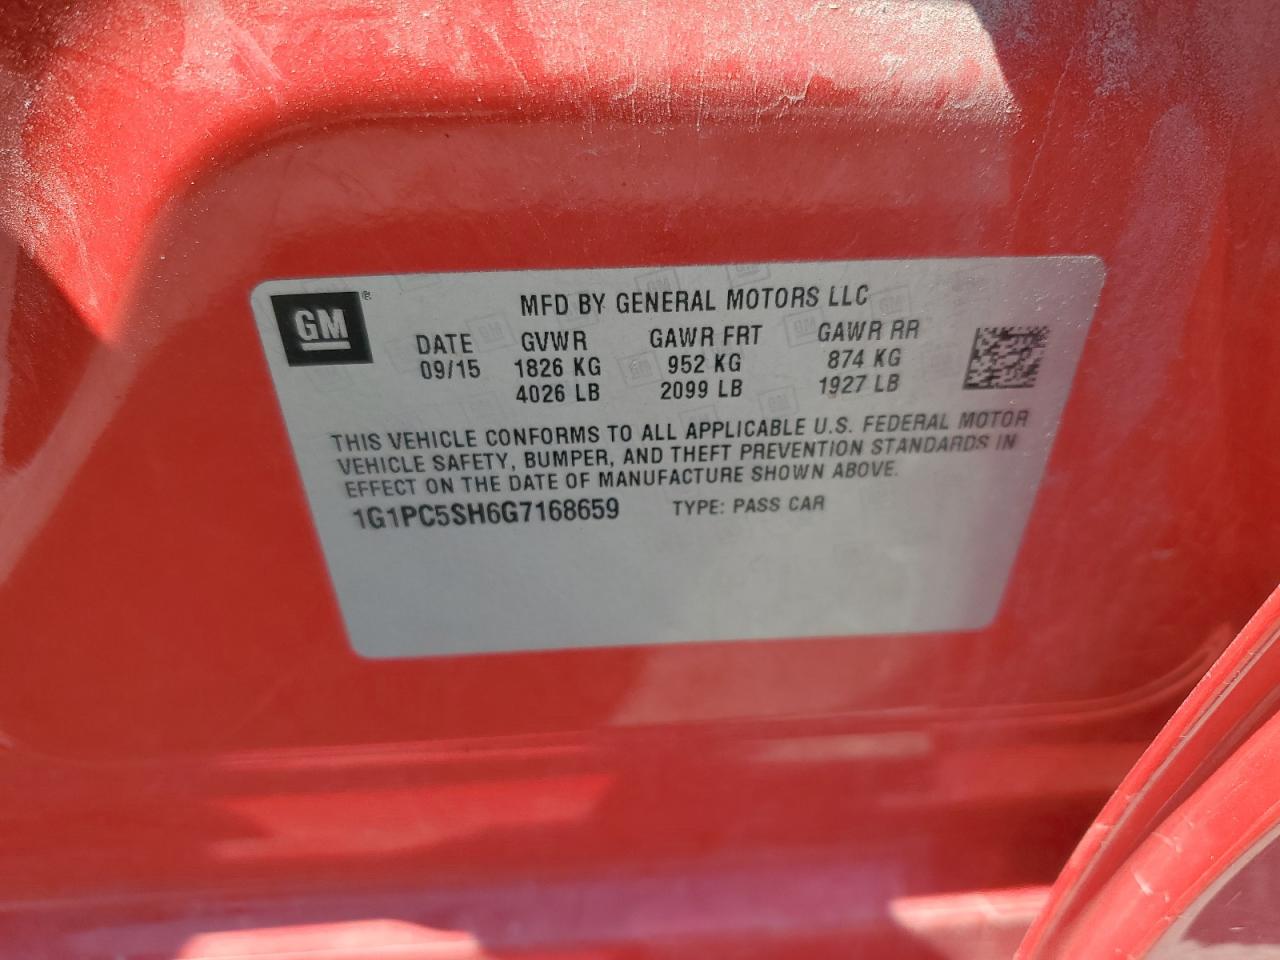 GM®
MFD BY GENERAL MOTORS LLC
DATE GVWR GAWR FRT GAWR RR
09/15 1826 KG 952 KG 874 KG
4026 LB 2099 LB 1927 LB
THIS VEHICLE CONFORMS TO ALL APPLICABLE U.S. FEDERAL MOTOR
VEHICLE SAFETY, BUMPER, AND THEFT PREVENTION STANDARDS IN
EFFECT ON THE DATE OF MANUFACTURE SHOWN ABOVE.
1G1PC5SH6G7168659 TYPE: PASS CAR